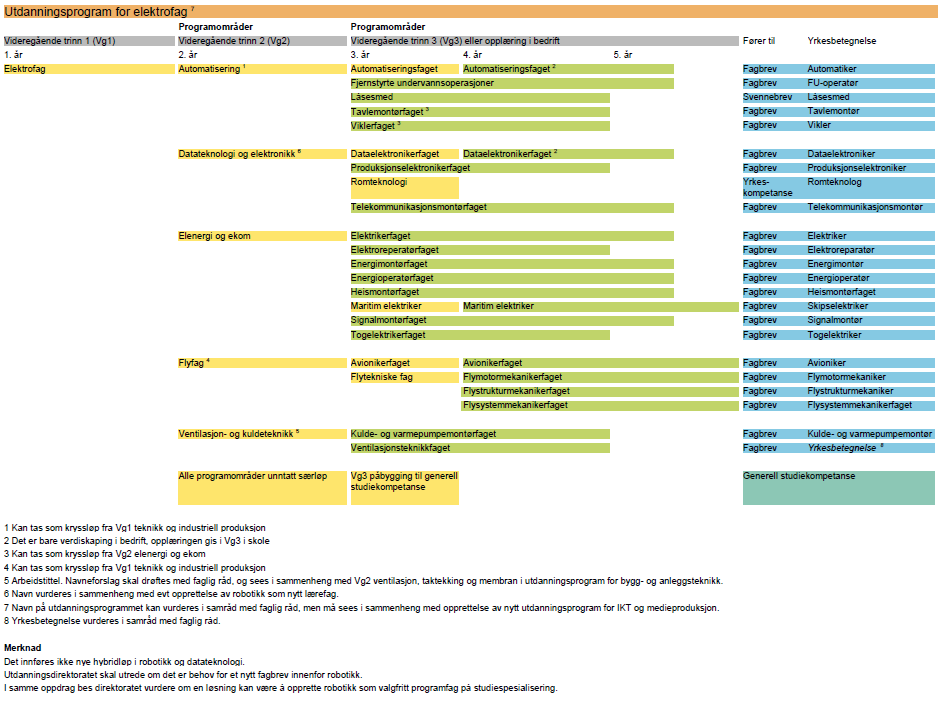 Utdanningsprogram for elektrofag 7
Programområder Programområder
Videregående trinn 1 (Vg1) Videregående trinn 2 (Vg2) Videregående trinn 3 (Vg3) eller opplæring i bedrift Fører til Yrkesbetegnelse
1. år 2. år 3. år 4. år 5. år
Elektrofag Automatisering 1 Automatiseringsfaget Automatiseringsfaget 2 Fagbrev Automatiker
Fjernstyrte undervannsoperasjoner Fagbrev FU-operatør
Låsesmed Svennebrev Låsesmed
Tavlemontørfaget 3 Fagbrev Tavlemontør
Viklerfaget 3 Fagbrev Vikler
Datateknologi og elektronikk 6 Dataelektronikerfaget Dataelektronikerfaget 2 Fagbrev Dataelektroniker
Produksjonselektronikerfaget Fagbrev Produksjonselektroniker
Romteknologi Yrkes- Romteknolog
kompetanse
Telekommunikasjonsmontørfaget Fagbrev Telekommunikasjonsmontør
Elenergi og ekom Elektrikerfaget Fagbrev Elektriker
Elektroreperatørfaget Fagbrev Elektroreparatør
Energimontørfaget Fagbrev Energimontør
Energioperatørfaget Fagbrev Energioperatør
Heismontørfaget Fagbrev Heismontørfaget
Maritim elektriker Maritim elektriker Fagbrev Skipselektriker
Signalmontørfaget Fagbrev Signalmontør
Togelektrikerfaget Fagbrev Togelektriker
Flyfag 4 Avionikerfaget Avionikerfaget Fagbrev Avioniker
Flytekniske fag Flymotormekanikerfaget Fagbrev Flymotormekaniker
Flystrukturmekanikerfaget Fagbrev Flystrukturmekaniker
Flysystemmekanikerfaget Fagbrev Flysystemmekanikerfaget
Ventilasjon- og kuldeteknikk 5 Kulde- og varmepumpemontørfaget Fagbrev Kulde- og varmepumpemontør
Ventilasjonsteknikkfaget Fagbrev Yrkesbetegnelse 8
Alle programområder unntatt særløp Vg3 påbygging til generell Generell studiekompetanse
studiekompetanse
1 Kan tas som kryssløp fra Vg1 teknikk og industriell produksjon
2 Det er bare verdiskaping i bedrift, opplæringen gis i Vg3 i skole
3 Kan tas som kryssløp fra Vg2 elenergi og ekom
4 Kan tas som kryssløp fra Vg1 teknikk og industriell produksjon
5 Arbeidstittel. Navneforslag skal drøftes med faglig råd, og sees i sammenheng med Vg2 ventilasjon, taktekking og membran i utdanningsprogram for bygg- og anleggsteknikk.
6 Navn vurderes i sammenheng med evt opprettelse av robotikk som nytt lærefag.
7 Navn på utdanningsprogrammet kan vurderes i samråd med faglig råd, men må sees i sammenheng med opprettelse av nytt utdanningsprogram for IKT og medieproduksjon.
8 Yrkesbetegnelse vurderes i samråd med faglig råd.
Merknad
Det innføres ikke nye hybridløp i robotikk og datateknologi.
Utdanningsdirektoratet skal utrede om det er behov for et nytt fagbrev innenfor robotikk.
I samme oppdrag bes direktoratet vurdere om en løsning kan være å opprette robotikk som valgfritt programfag på studiespesialisering.